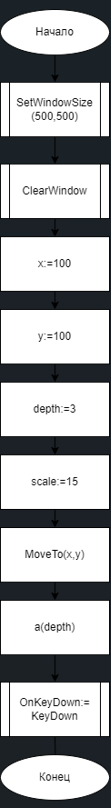 Начало
SetWindowSize
(500,500)
ClearWindow
x:=100
y:=100
depth:=3
scale:=15
MoveTo(x,y)
a(depth)
OnKeyDown:=
KeyDown
Конец